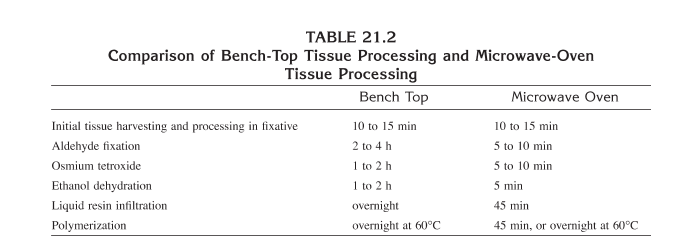 TABLE 21.2
Comparison of Bench-Top Tissue Processing and Microwave-Oven
Tissue Processing
Bench Top Microwave Oven
Initial tissue harvesting and processing in fixative 10 to 15 min 10 to 15 min
Aldehyde fixation 2 to 4 h 5 to 10 min
Osmium tetroxide 1 to 2 h 5 to 10 min
Ethanol dehydration 1 to 2 h 5 min
Liquid resin infiltration overnight 45 min
Polymerization overnight at 60°C 45 min, or overnight at 60°C